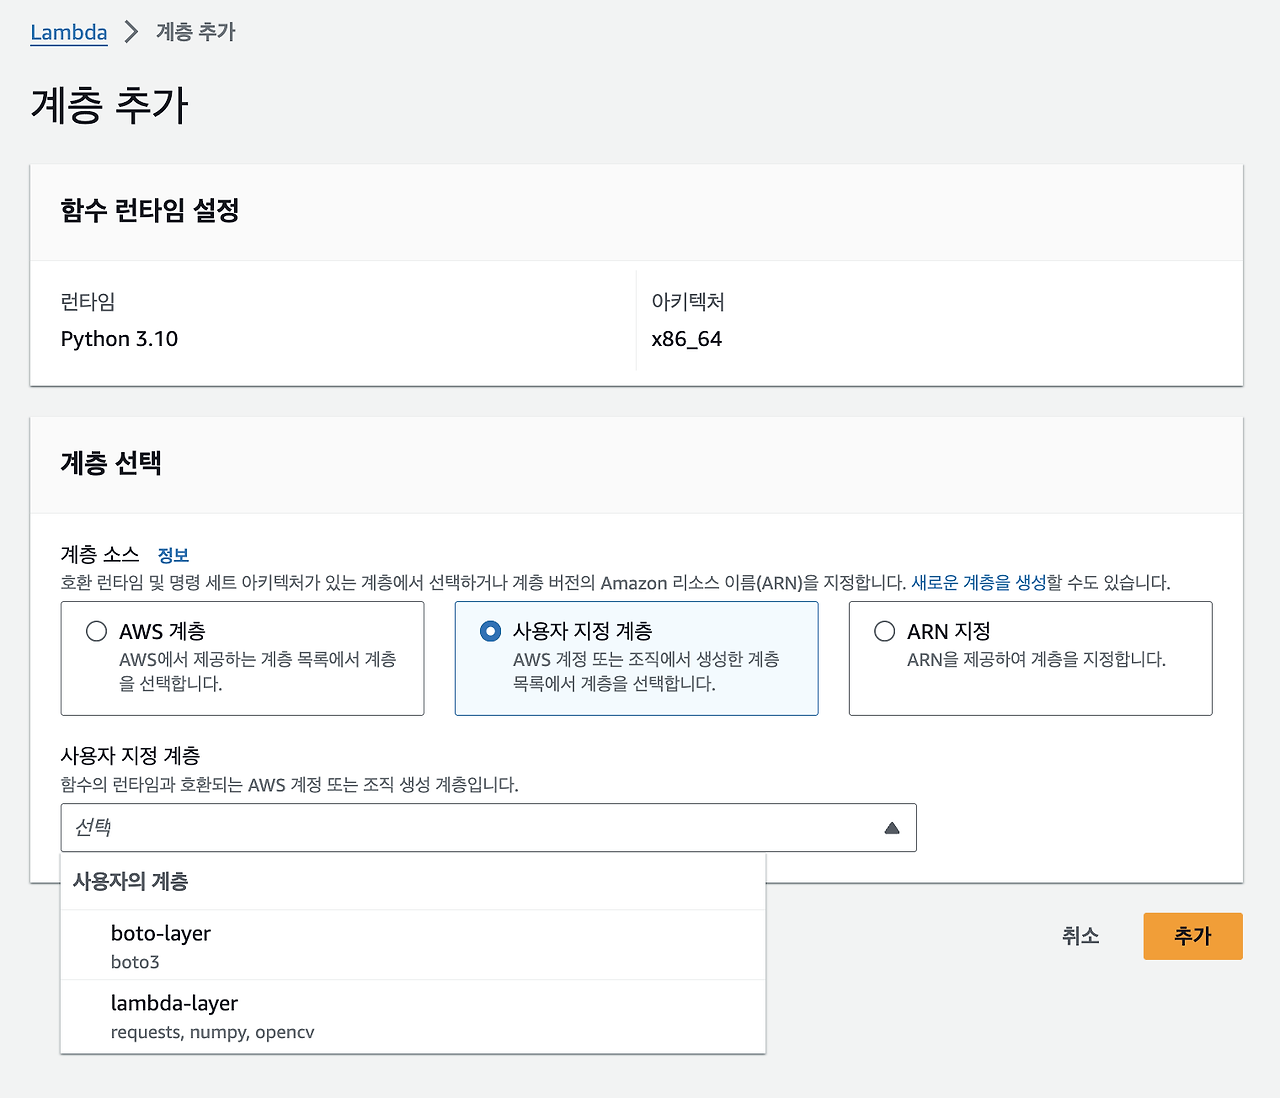 Lambda > 계층 추가
계층 추가
함수 런타임 설정
런타임
Python 3.10
아키텍처
x86_64
계층 선택
계층 소스 정보
호환 런타임 및 명령 세트 아키텍처가 있는 계층에서 선택하거나 계층 버전의 Amazon 리소스 이름(ARN)을 지정합니다. 새로운 계층을 생성할 수도 있습니다.
AWS 계층
AWS에서 제공하는 계층 목록에서 계층
을 선택합니다.
사용자 지정 계층
AWS 계정 또는 조직에서 생성한 계층
목록에서 계층을 선택합니다.
ARN 지정
ARN을 제공하여 계층을 지정합니다.
사용자 지정 계층
함수의 런타임과 호환되는 AWS 계정 또는 조직 생성 계층입니다.
선택
사용자의 계층
boto-layer
boto3
lambda-layer
requests, numpy, opencv
취소
추가